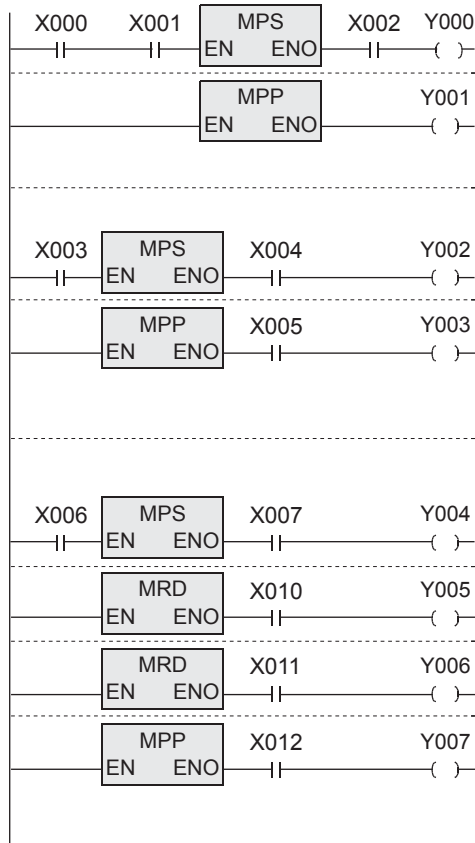 X000 X001 MPS X002 Y000
EN ENO
MPP Y001
EN ENO
X003 MPS X004 Y002
EN ENO
MPP X005 Y003
EN ENO
X006 MPS X007 Y004
EN ENO
MRD X010 Y005
EN ENO
MRD X011 Y006
EN ENO
MPP X012 Y007
EN ENO